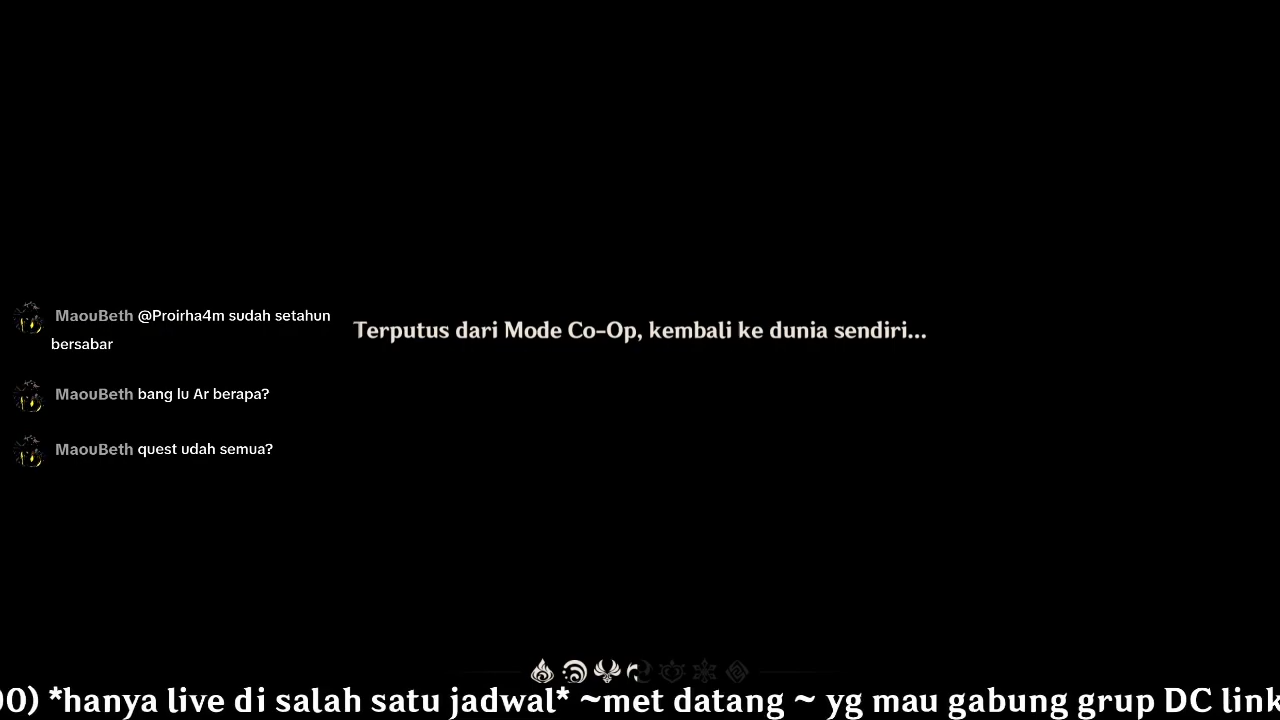 MaouBeth @Proirha4m sudah setahun
bersabar
Terputus dari Mode Co-Op, kembali ke dunia sendiri...
MaouBeth bang lu Ar berapa?
MaouBeth quest udah semua?
00) *hanya live di salah satu jadwal* ~met datang ~ yg mau gabung grup DC link